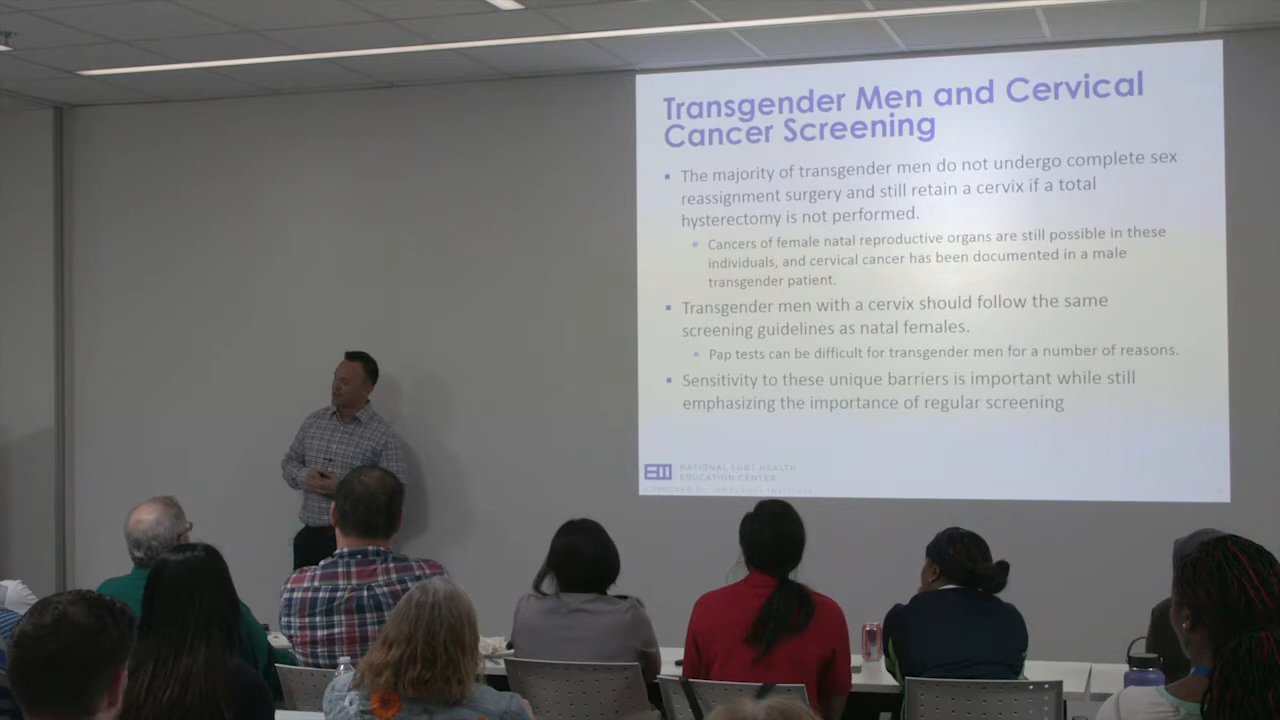 Transgender Men and Cervical
Cancer Screening
▪ The majority of transgender men do not undergo complete sex
reassignment surgery and still retain a cervix if a total
hysterectomy is not performed.
▪ Cancers of female natal reproductive organs are still possible in these
individuals, and cervical cancer has been documented in a male
transgender patient.
▪ Transgender men with a cervix should follow the same
screening guidelines as natal females.
▪ Pap tests can be difficult for transgender men for a number of reasons.
▪ Sensitivity to these unique barriers is important while still
emphasizing the importance of regular screening
NATIONAL LGBT HEALTH
EDUCATION CENTER